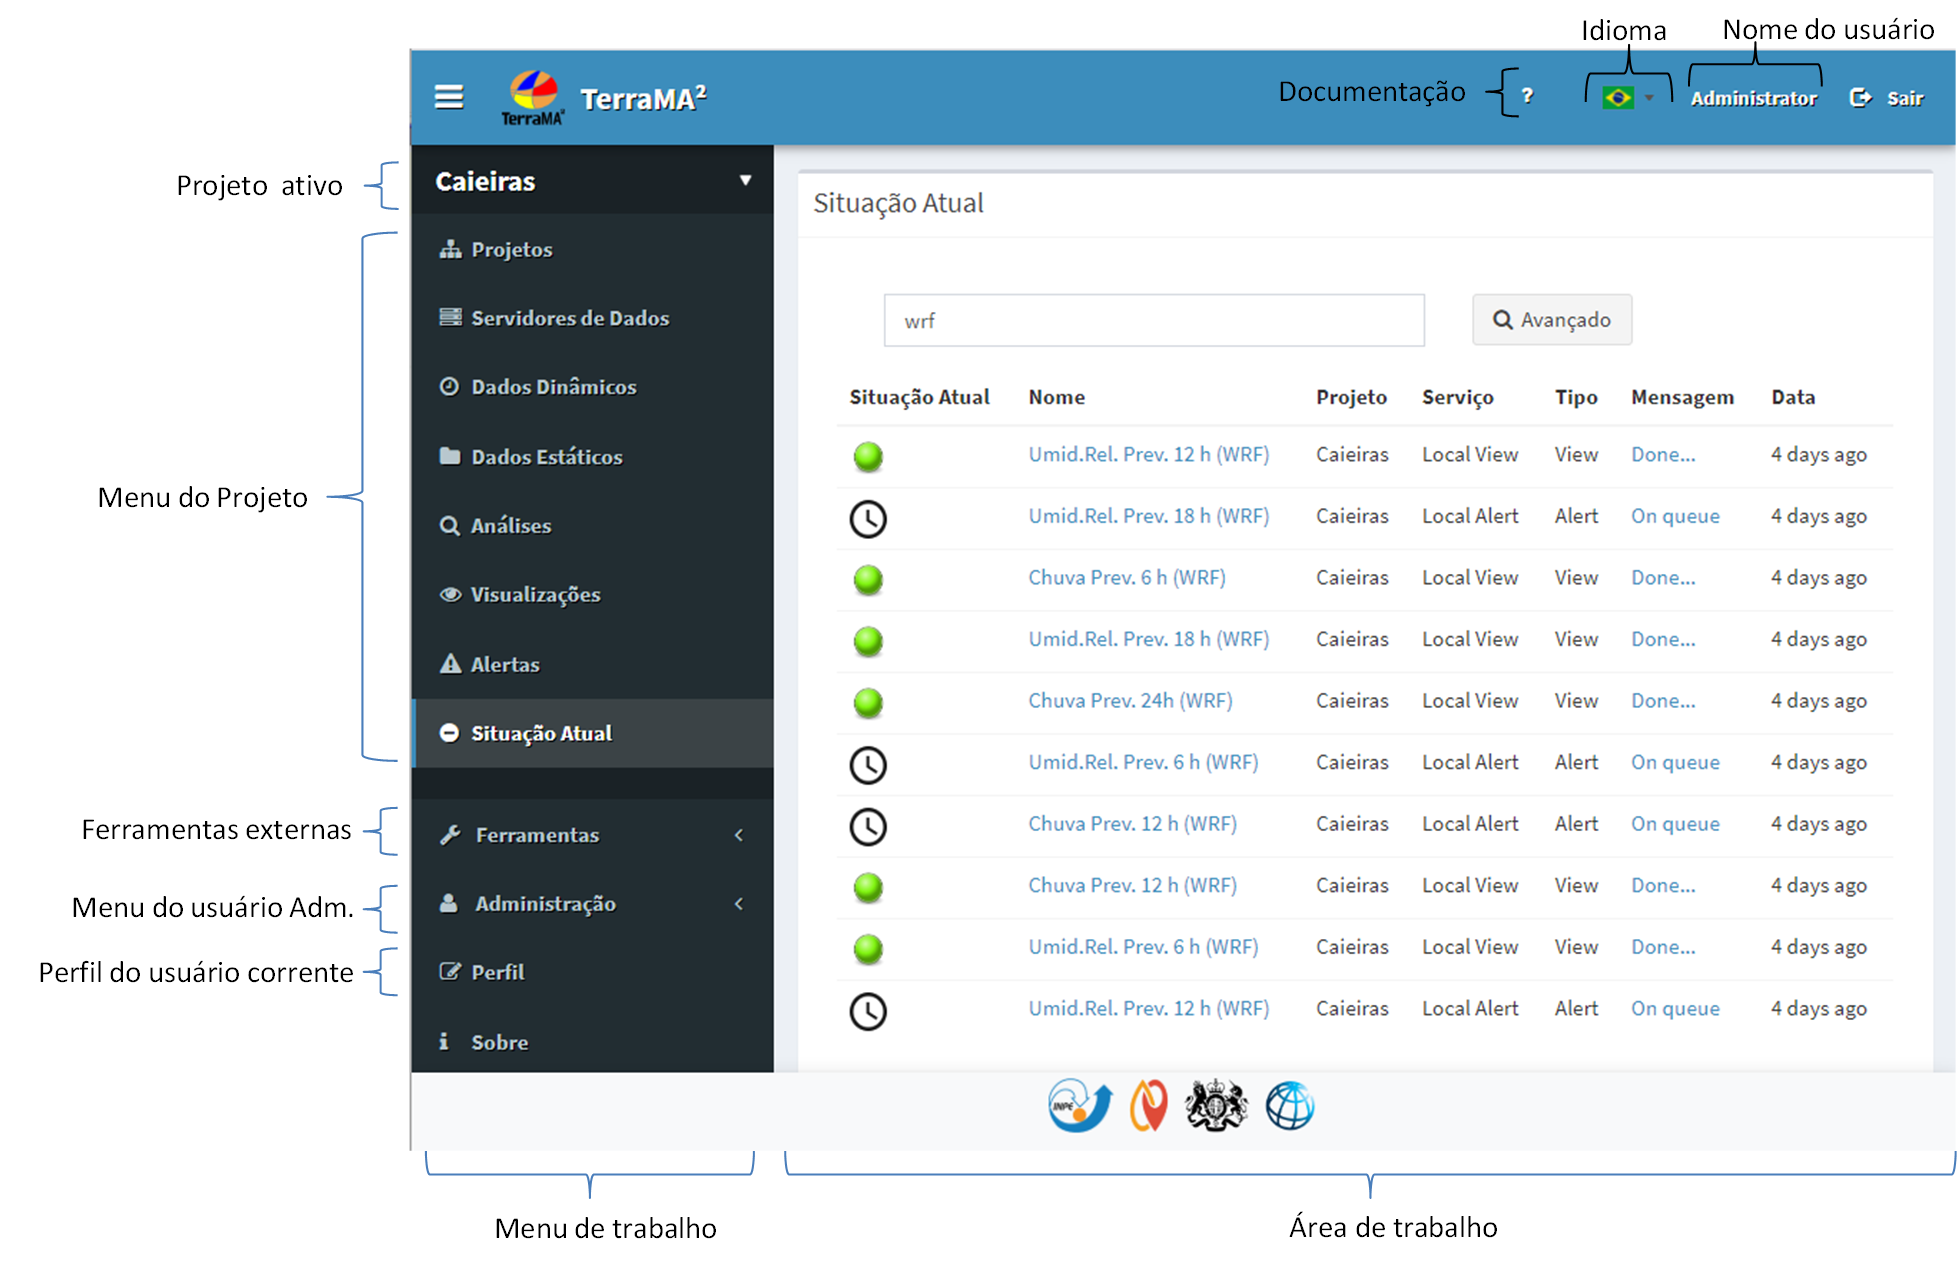 Idioma
Nome do usuário
Documentação
TerraMA
TerraMA²
?
Administrator
Sair
Projeto ativo
Caieiras
Menu do Projeto
Projetos
Servidores de Dados
Dados Dinâmicos
Dados Estáticos
Análises
Visualizações
Alertas
Situação Atual
Ferramentas externas
Ferramentas
Menu do usuário Adm.
Administração
Perfil do usuário corrente
Perfil
Sobre
Situação Atual
wrf
Avançado
Situação Atual Nome Projeto Serviço Tipo Mensagem Data
Umid.Rel. Prev. 12 h (WRF) Caieiras Local View View Done... 4 days ago
Umid.Rel. Prev. 18 h (WRF) Caieiras Local Alert Alert On queue 4 days ago
Chuva Prev. 6 h (WRF) Caieiras Local View View Done... 4 days ago
Umid.Rel. Prev. 18 h (WRF) Caieiras Local View View Done... 4 days ago
Chuva Prev. 24h (WRF) Caieiras Local View View Done... 4 days ago
Umid.Rel. Prev. 6 h (WRF) Caieiras Local Alert Alert On queue 4 days ago
Chuva Prev. 12 h (WRF) Caieiras Local Alert Alert On queue 4 days ago
Chuva Prev. 12 h (WRF) Caieiras Local View View Done... 4 days ago
Umid.Rel. Prev. 6 h (WRF) Caieiras Local View View Done... 4 days ago
Umid.Rel. Prev. 12 h (WRF) Caieiras Local Alert Alert On queue 4 days ago
INPE
Menu de trabalho
Área de trabalho